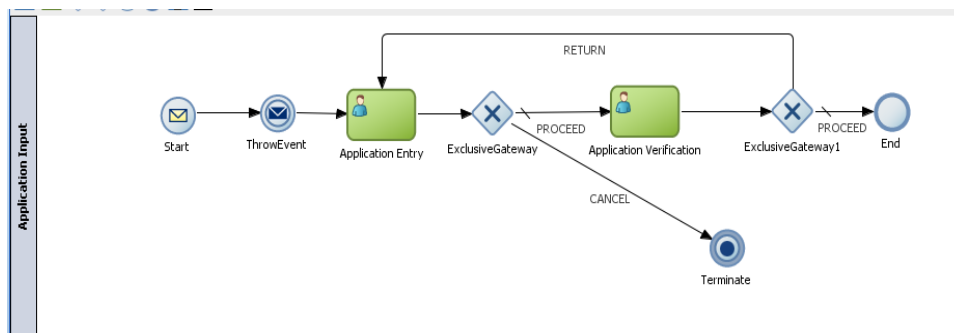 Application Input
RETURN
Start
ThrowEvent
Application Entry
ExclusiveGateway
PROCEED
Application Verification
ExclusiveGateway1
PROCEED
End
CANCEL
Terminate